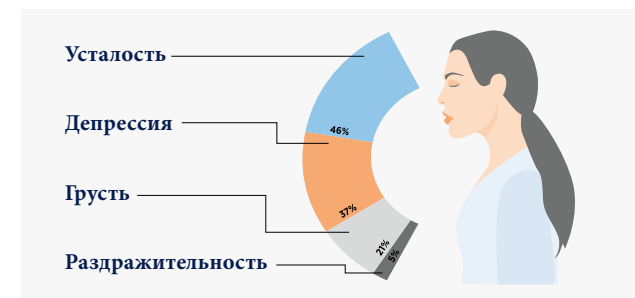 Усталость
46%
Депрессия
37%
Грусть
21%
Раздражительность
5%